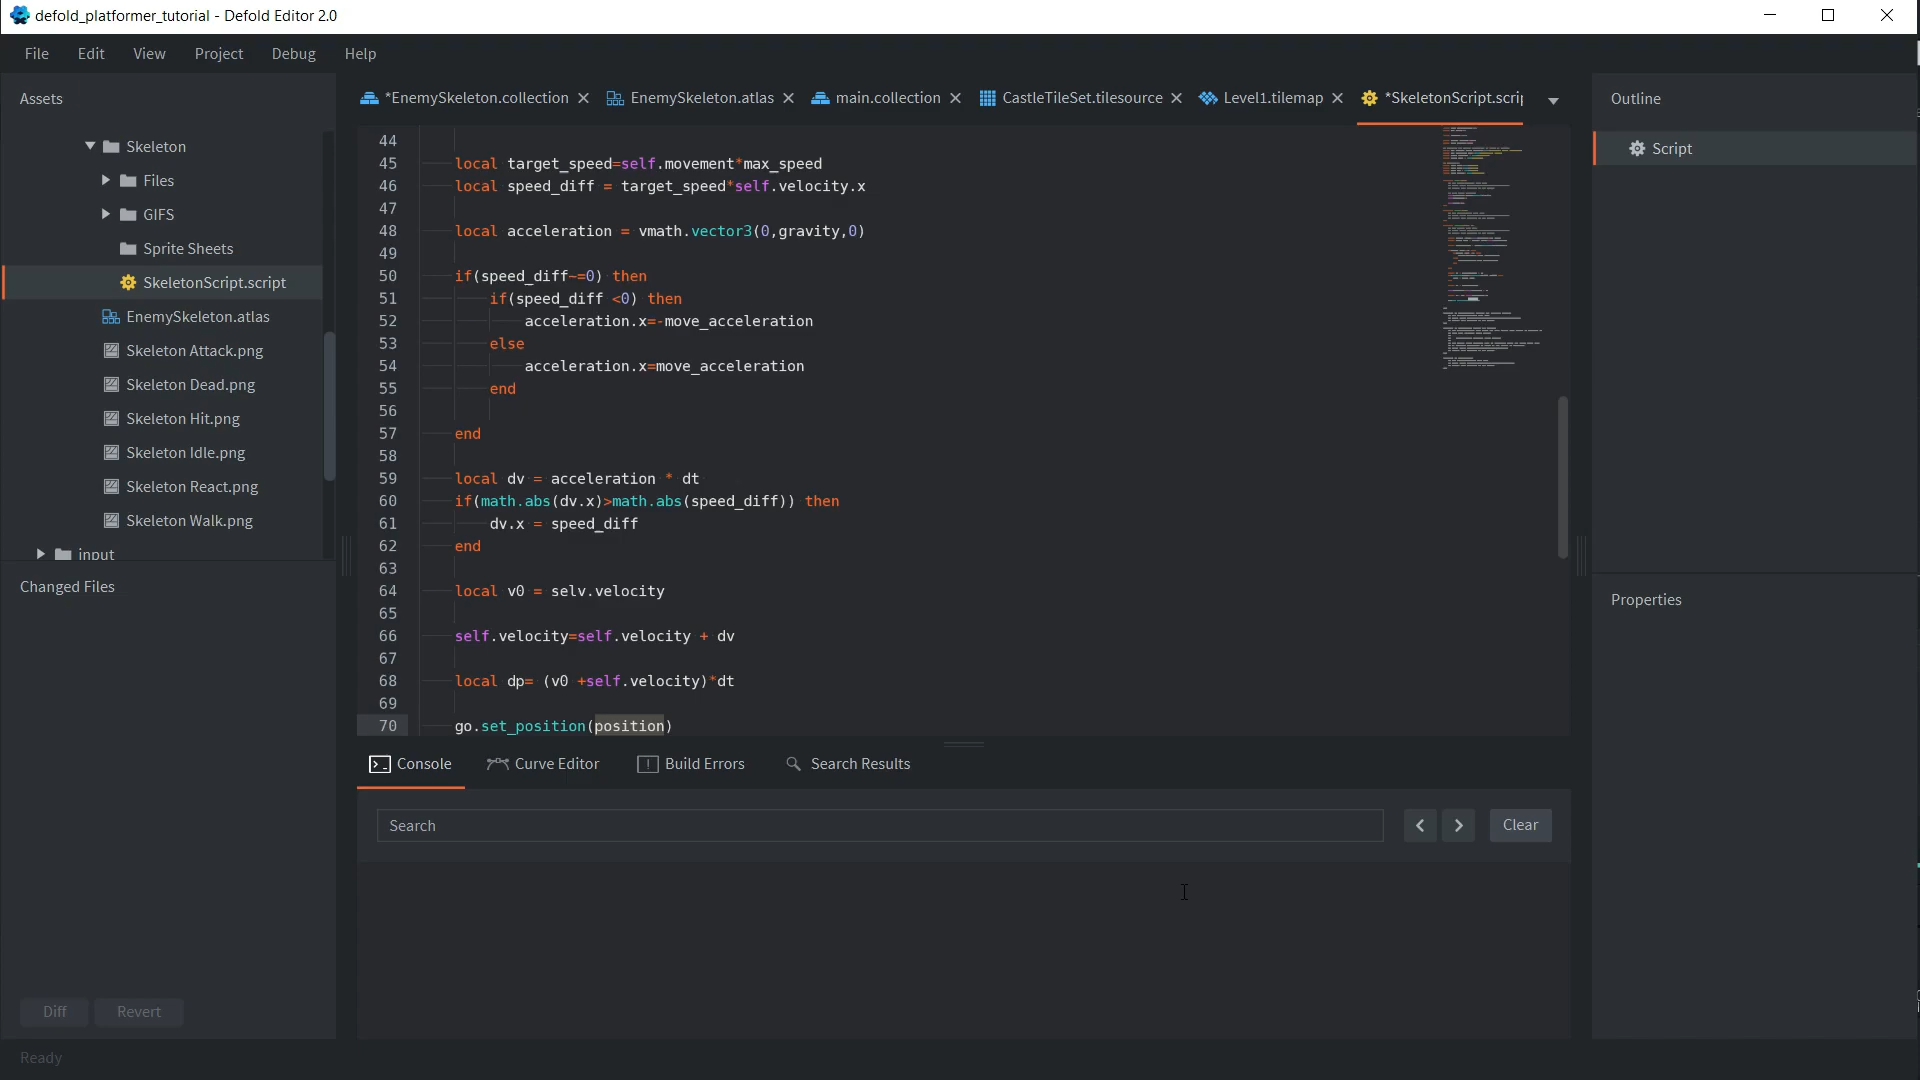 defold_platformer_tutorial - Defold Editor 2.0
File Edit View Project Debug Help
Assets
Skeleton
Files
GIFS
Sprite Sheets
SkeletonScript.script
EnemySkeleton.atlas
Skeleton Attack.png
Skeleton Dead.png
Skeleton Hit.png
Skeleton Idle.png
Skeleton React.png
Skeleton Walk.png
input
Changed Files
Diff Revert
Ready
*EnemySkeleton.collection EnemySkeleton.atlas main.collection CastleTileSet.tilesource Level1.tilemap *SkeletonScript.scrip
44
45 local target_speed=self.movement*max_speed
46 local speed_diff = target_speed*self.velocity.x
47
48 local acceleration = vmath.vector3(0,gravity,0)
49
50 if(speed_diff~=0) then
51 if(speed_diff <0) then
52 acceleration.x=-move_acceleration
53 else
54 acceleration.x=move_acceleration
55 end
56
57 end
58
59 local dv = acceleration * dt
60 if(math.abs(dv.x)>math.abs(speed_diff)) then
61 dv.x = speed_diff
62 end
63
64 local v0 = selv.velocity
65
66 self.velocity=self.velocity + dv
67
68 local dp= (v0 +self.velocity)*dt
69
70 go.set_position(position)
Console Curve Editor Build Errors Search Results
Search Clear
Outline
Script
Properties